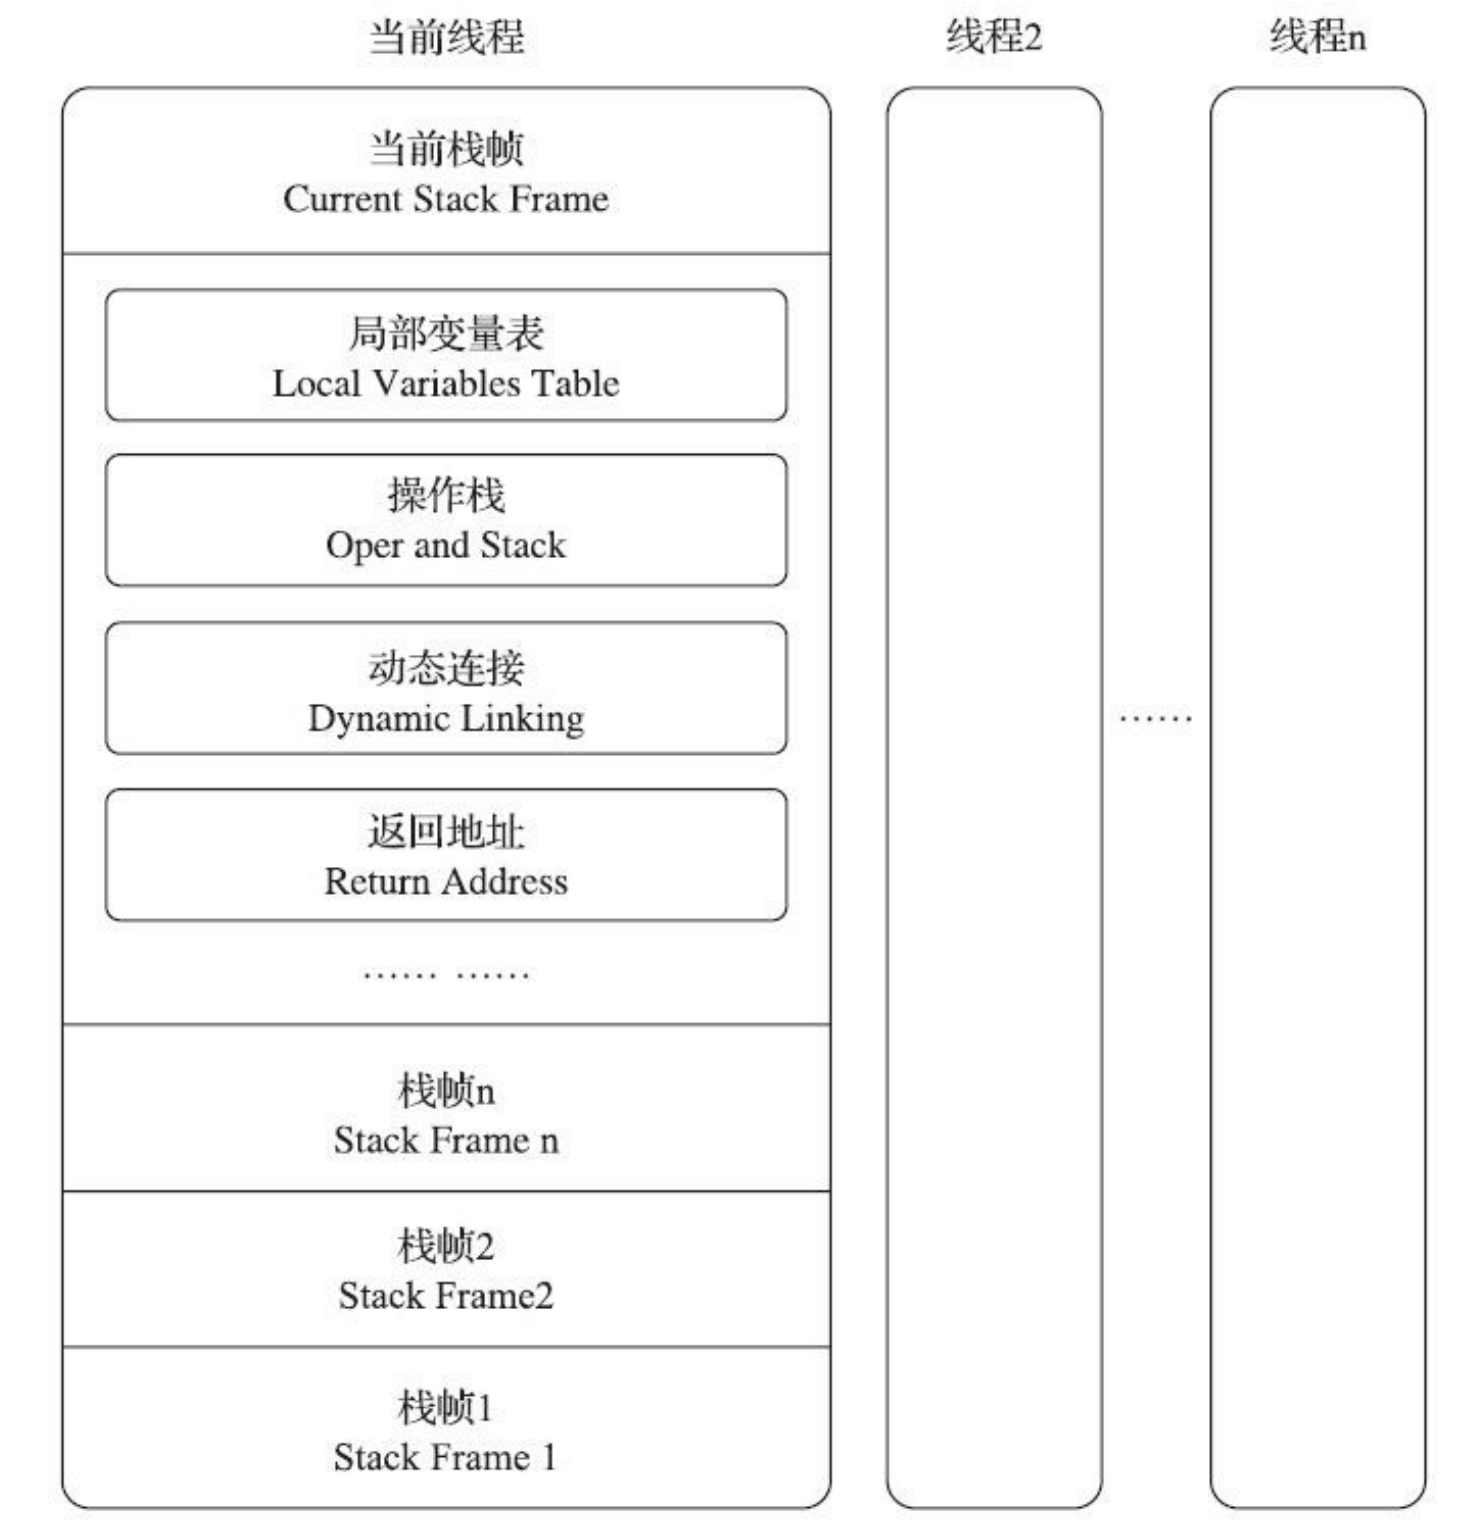 当前线程
线程2
线程n
当前栈帧
Current Stack Frame
局部变量表
Local Variables Table
操作栈
Oper and Stack
动态连接
Dynamic Linking
返回地址
Return Address
…… ……
……
栈帧n
Stack Frame n
栈帧2
Stack Frame2
栈帧1
Stack Frame 1